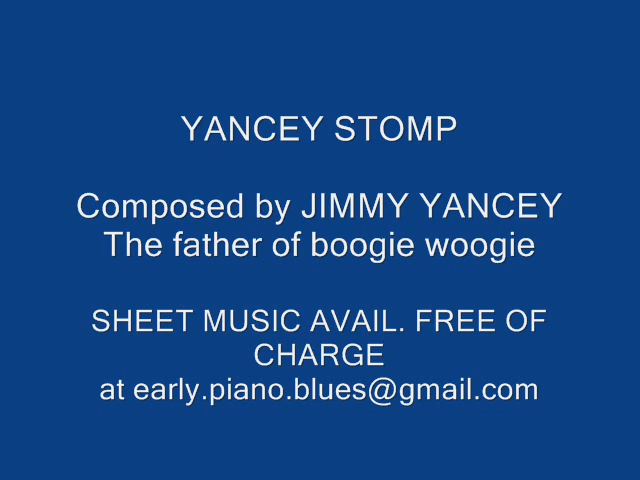 YANCEY STOMP
Composed by JIMMY YANCEY
The father of boogie woogie
SHEET MUSIC AVAIL. FREE OF
CHARGE
at early.piano.blues@gmail.com